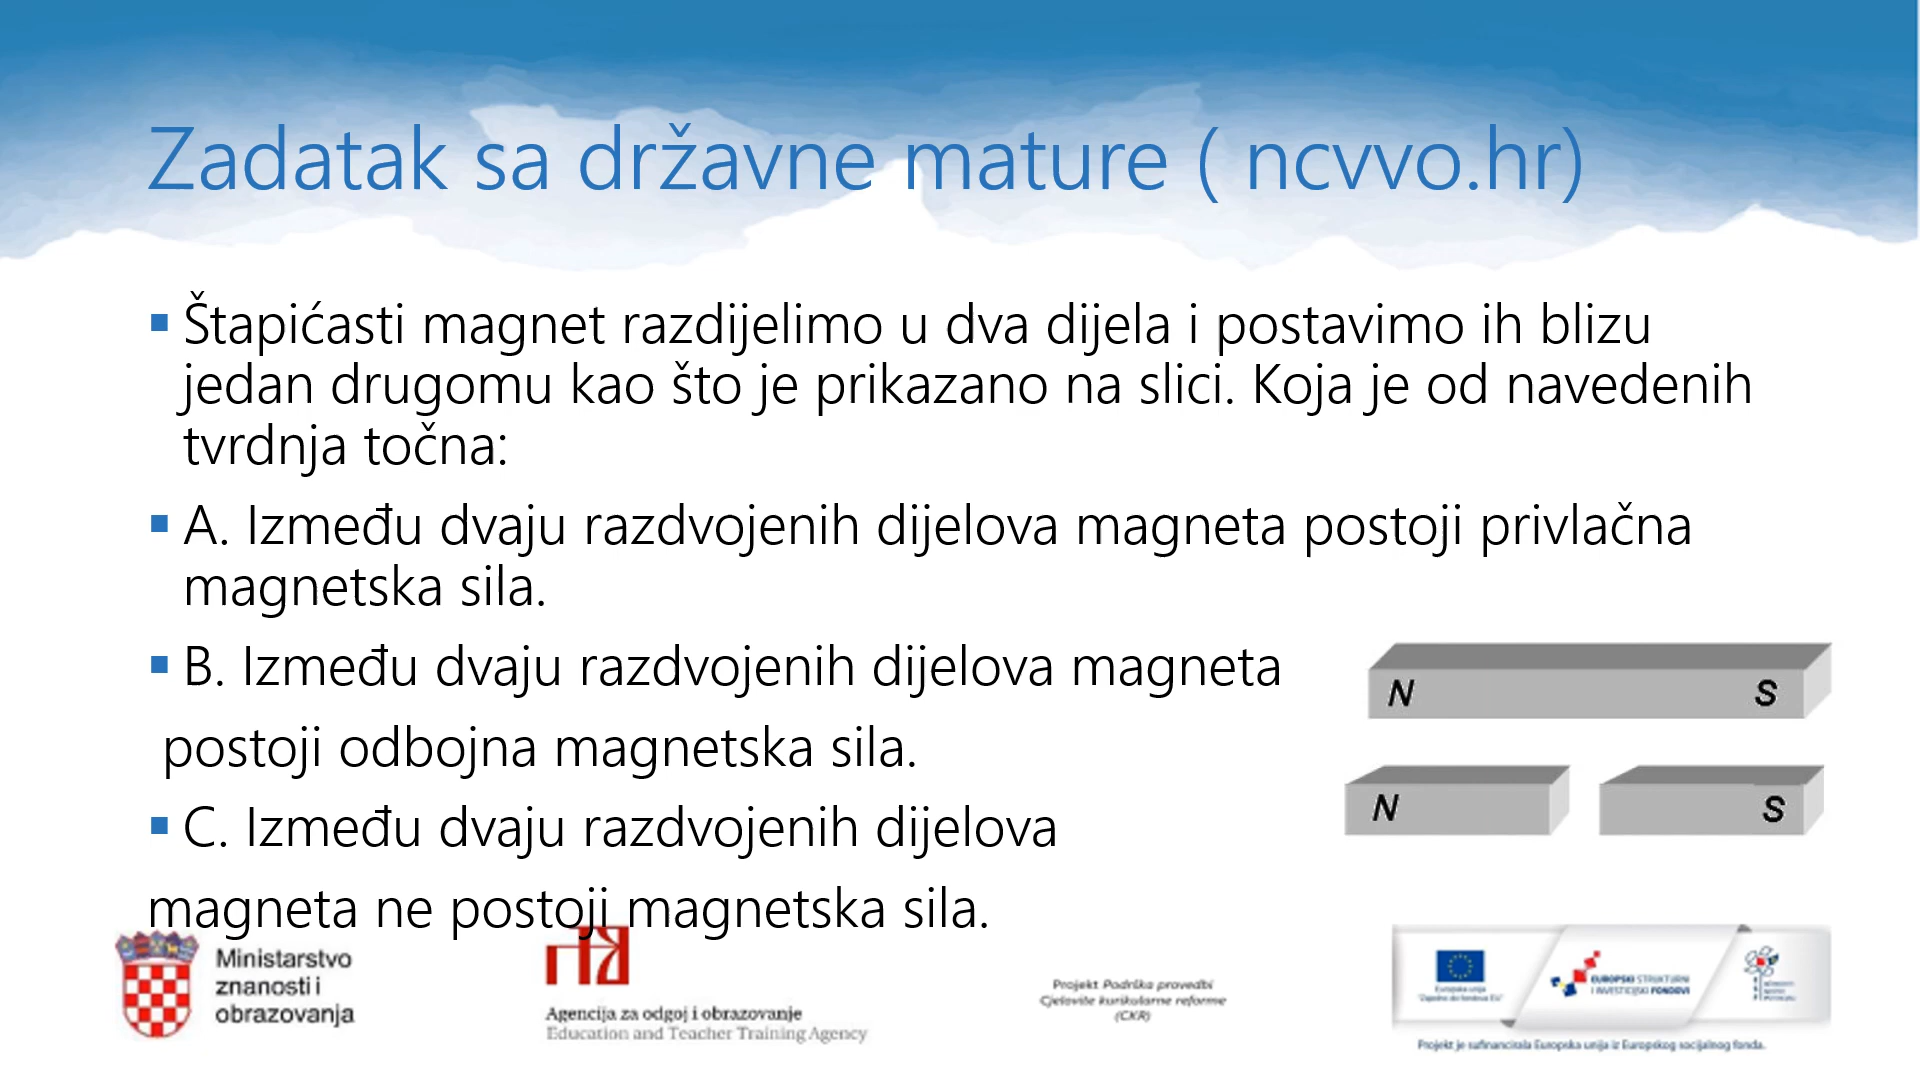 Zadatak sa državne mature ( ncvvo.hr)
Štapićasti magnet razdijelimo u dva dijela i postavimo ih blizu
jedan drugomu kao što je prikazano na slici. Koja je od navedenih
tvrdnja točna:
A. Između dvaju razdvojenih dijelova magneta postoji privlačna
magnetska sila.
B. Između dvaju razdvojenih dijelova magneta
postoji odbojna magnetska sila.
C. Između dvaju razdvojenih dijelova
magneta ne postoji magnetska sila.
N S
N S
Ministarstvo
znanosti i
obrazovanja
Agencija za odgoj i obrazovanje
Education and Teacher Training Agency
Projekt Podrška provedbi
Cjelovite kurikularne reforme
(CKR)
Europska unija
"Zajedno do fondova EU"
EUROPSKI STRUKTURNI
I INVESTICIJSKI FONDOVI
Projekt je sufinancirala Europska unija iz Europskog socijalnog fonda.